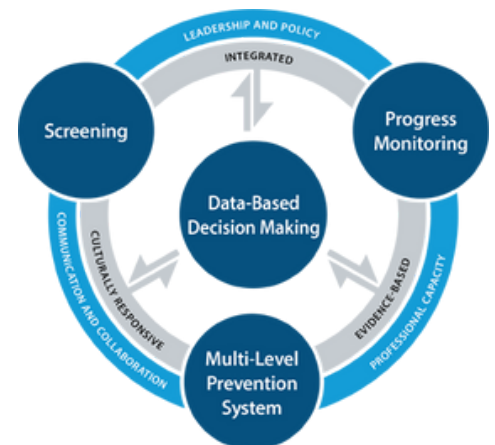 LEADERSHIP AND POLICY
INTEGRATED
Screening
Progress
Monitoring
Data-Based
Decision Making
COMMUNICATION AND COLLABORATION
CULTURALLY RESPONSIVE
EVIDENCE-BASED
PROFESSIONAL CAPACITY
Multi-Level
Prevention
System